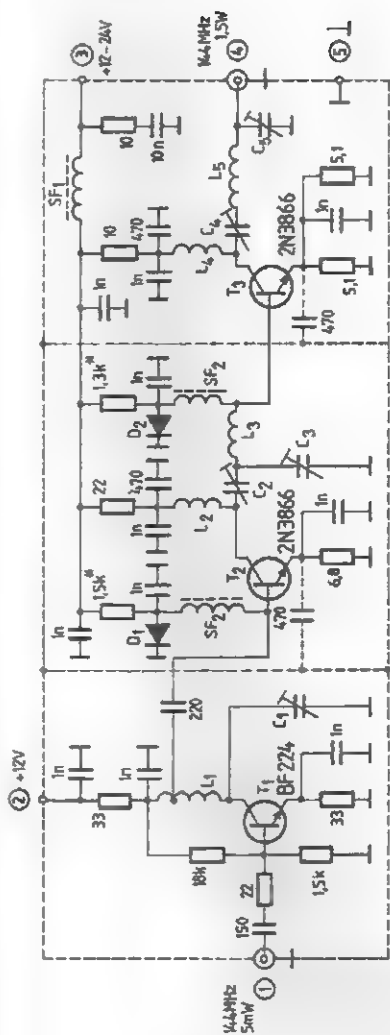 144MHz
5mW
1
150
22
18k
1,5k
2 +12V
1n
33
1n
L1
T1
BF224
C1
33
1n
220
1n
1,5k*
D1
1n
SF2
T2
2N3866
470
6,8
1n
22
1n
470
L2
C2
C3
L3
1,3k*
D2
1n
SF2
1n
SF1
3
+12-24V
10
10n
10
470
1n
L4
C4
L5
C5
144MHz
1,5W
4
T3
2N3866
470
5,1
1n
5,1
5